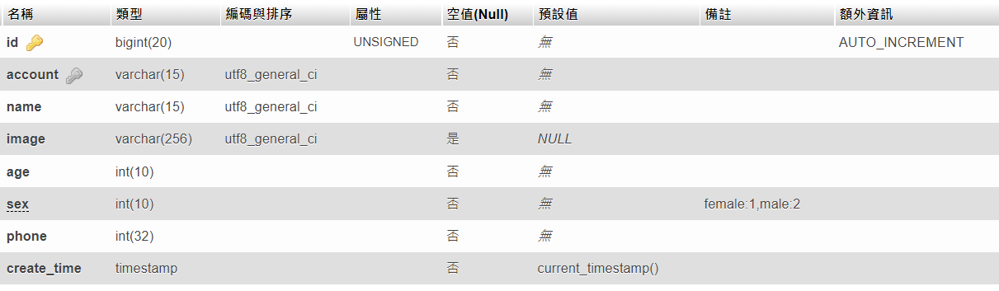 名稱 類型 編碼與排序 屬性 空值(Null) 預設值 備註 額外資訊
id bigint(20) UNSIGNED 否 無 AUTO_INCREMENT
account varchar(15) utf8_general_ci 否 無
name varchar(15) utf8_general_ci 否 無
image varchar(256) utf8_general_ci 是 NULL
age int(10) 否 無
sex int(10) 否 無 female:1,male:2
phone int(32) 否 無
create_time timestamp 否 current_timestamp()